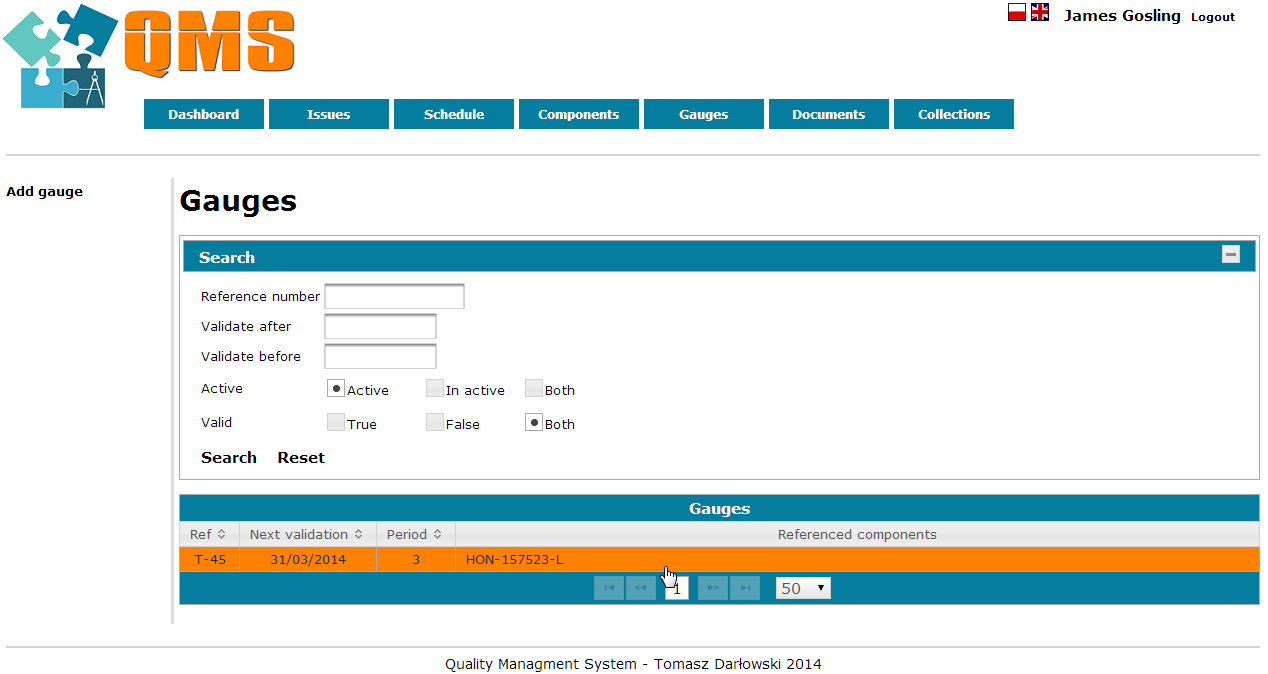 QMS
James Gosling Logout
Dashboard Issues Schedule Components Gauges Documents Collections
Add gauge
Gauges
Search
Reference number
Validate after
Validate before
Active Active In active Both
Valid True False Both
Search Reset
Gauges
Ref Next validation Period Referenced components
T-45 31/03/2014 3 HON-157523-L
1 50
Quality Managment System - Tomasz Darłowski 2014